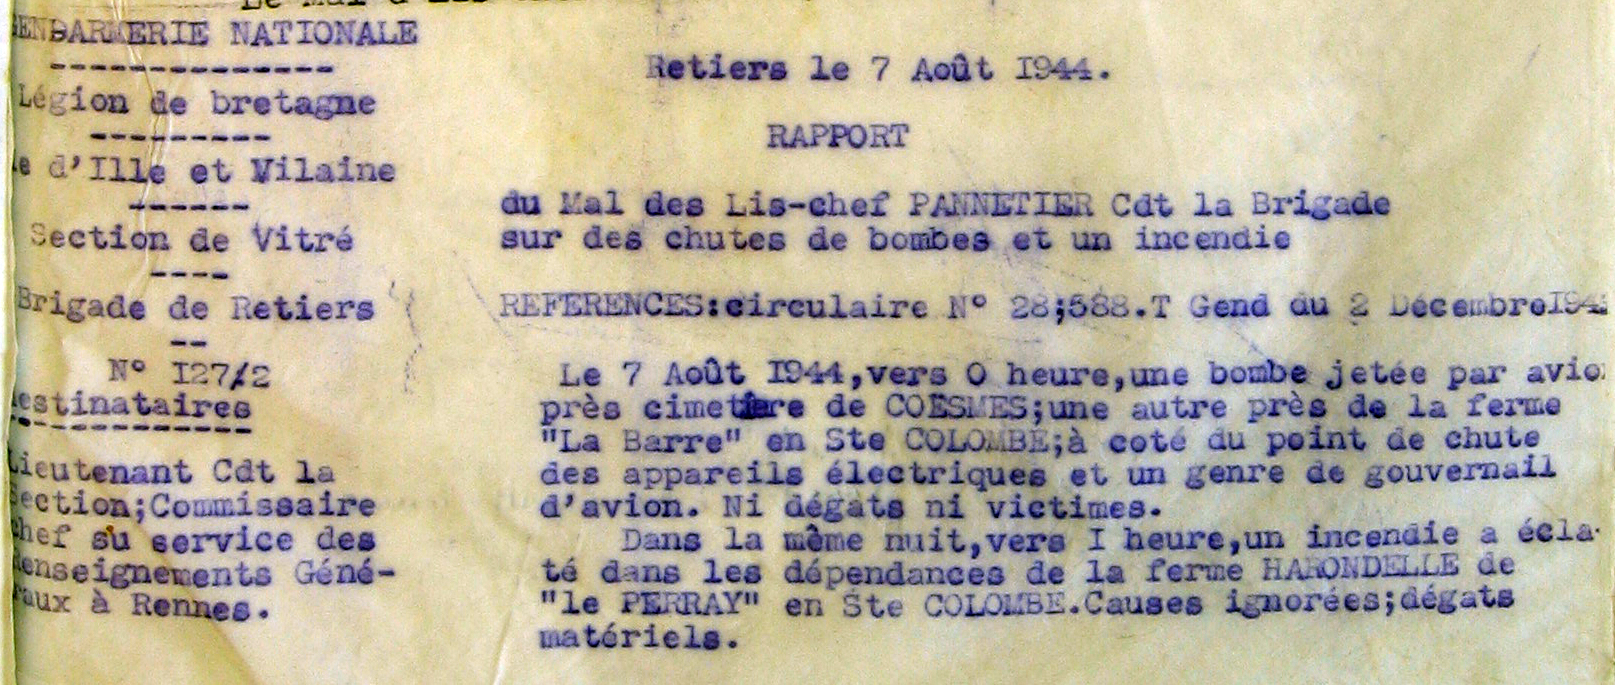 GENDARMERIE NATIONALE
--------------
Légion de bretagne
---------
d'Ille et Vilaine
------
Section de Vitré
----
Brigade de Retiers
--
N° I27/2
destinataires
------------
Lieutenant Cdt la
section;Commissaire
chef su service des
Renseignements Géné-
raux à Rennes.
Retiers le 7 Août I944.
RAPPORT
du Mal des Lis-chef PANNETIER Cdt la Brigade
sur des chutes de bombes et un incendie
REFERENCES:circulaire N° 28;588.T Gend du 2 Décembre
Le 7 Août I944,vers 0 heure,une bombe jetée par avion
près cimetière de COESMES;une autre près de la ferme
"La Barre" en Ste COLOMBE;à coté du point de chute
des appareils électriques et un genre de gouvernail
d'avion. Ni dégats ni victimes.
Dans la même nuit,vers I heure,un incendie a écla-
té dans les dépendances de la ferme HARONDELLE de
"le PERRAY" en Ste COLOMBE.Causes ignorées;dégats
matériels.